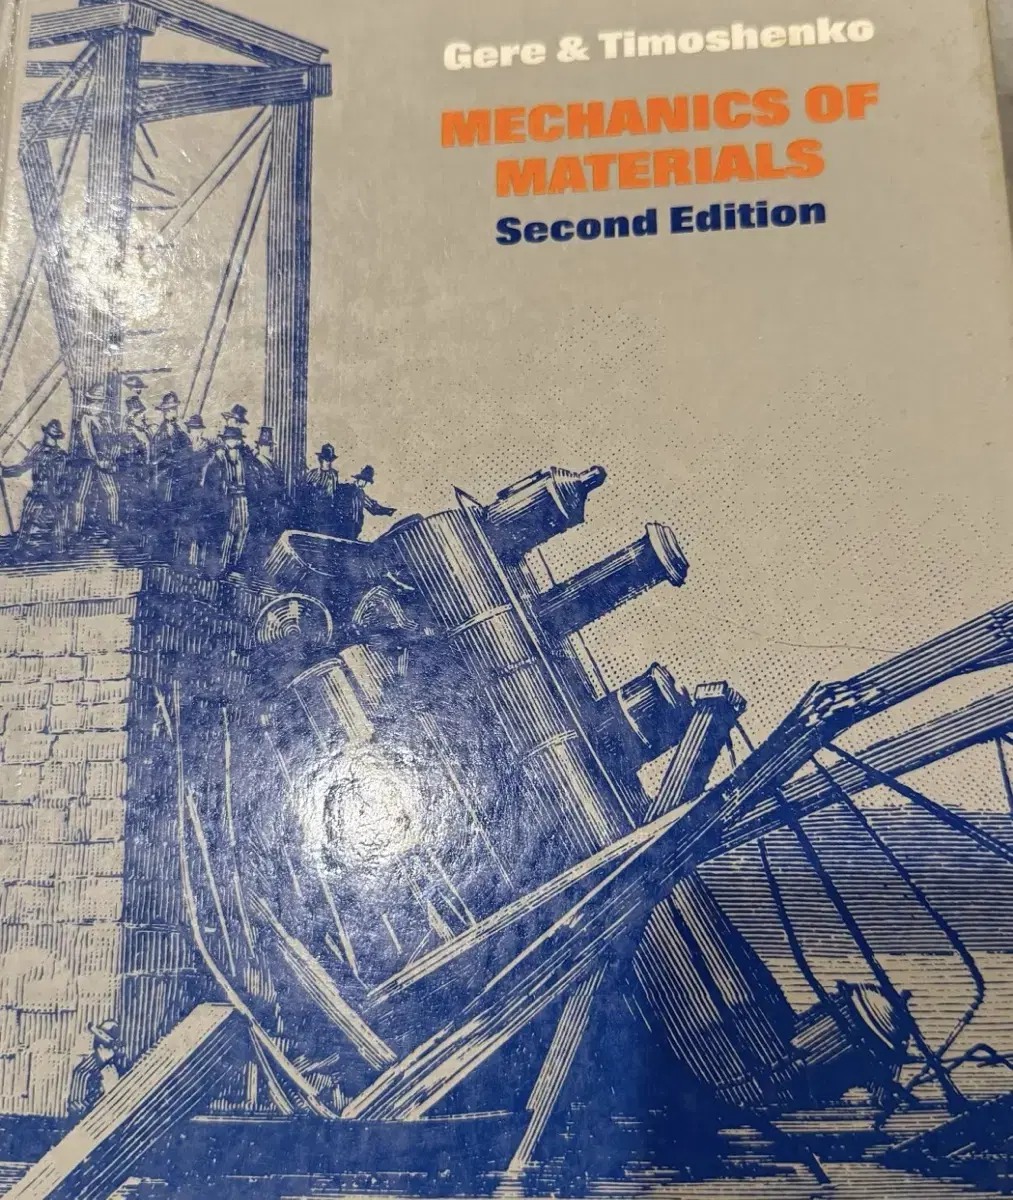 Gere & Timoshenko
MECHANICS OF
MATERIALS
Second Edition